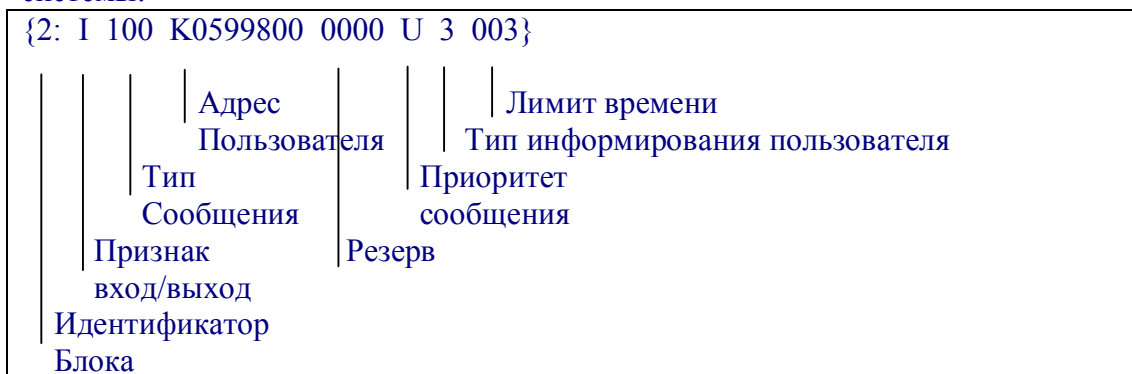 системы.
{2: I 100 K0599800 0000 U 3 003}
Адрес Лимит времени
Пользователя Тип информирования пользователя
Тип Приоритет
Сообщения сообщения
Признак Резерв
вход/выход
Идентификатор
Блока